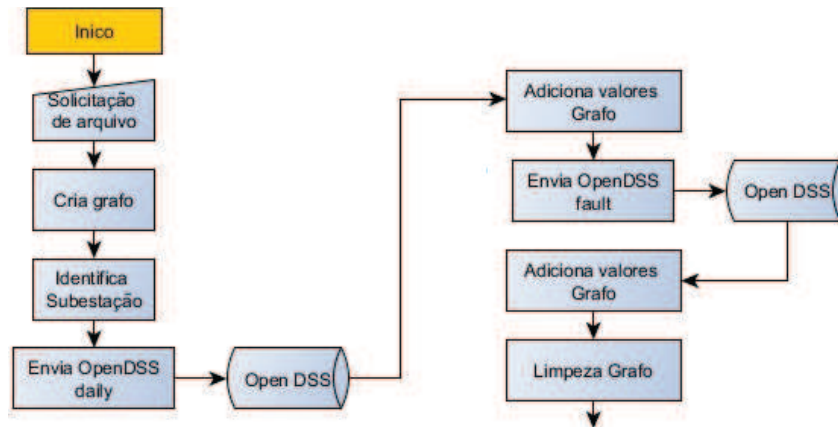 Inico
Solicitação
de arquivo
Cria grafo
Identifica
Subestação
Envia OpenDSS
daily
Open DSS
Adiciona valores
Grafo
Envia OpenDSS
fault
Open DSS
Adiciona valores
Grafo
Limpeza Grafo